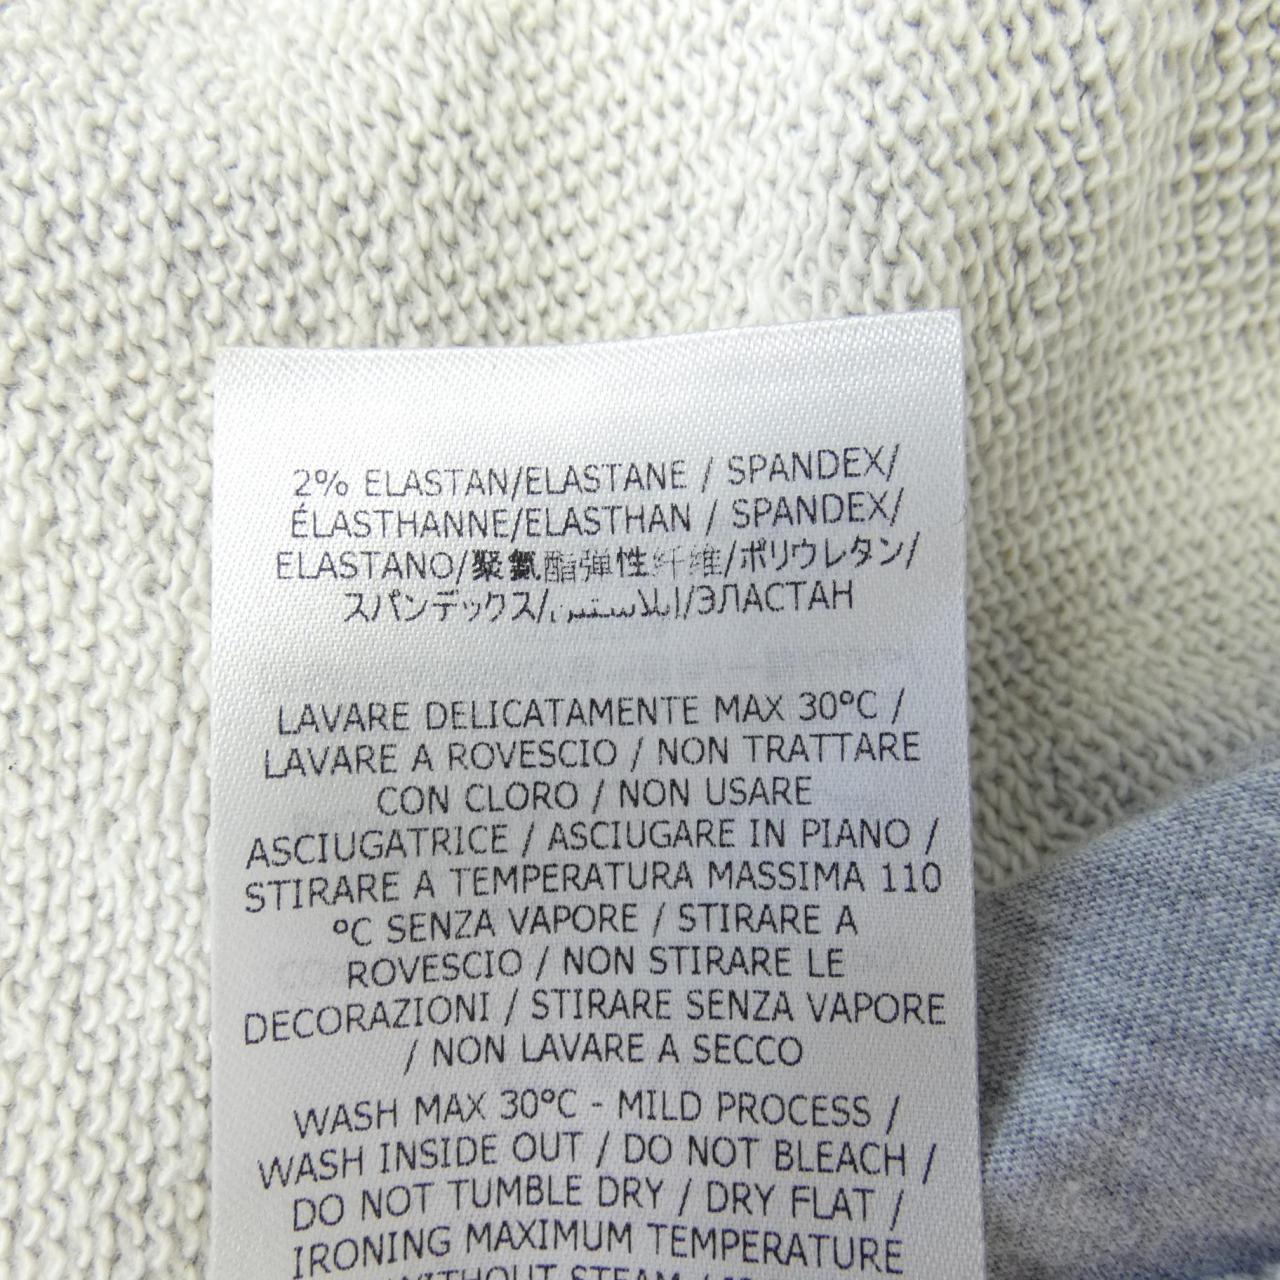 2% ELASTAN/ELASTANE / SPANDEX/
ÉLASTHANNE/ELASTHAN / SPANDEX/
ELASTANO/聚氨酯弹性纤维/ポリウレタン/
スパンデックス/إيلاستين/ЭЛАСТАН
LAVARE DELICATAMENTE MAX 30°C /
LAVARE A ROVESCIO / NON TRATTARE
CON CLORO / NON USARE
ASCIUGATRICE / ASCIUGARE IN PIANO /
STIRARE A TEMPERATURA MASSIMA 110
°C SENZA VAPORE / STIRARE A
ROVESCIO / NON STIRARE LE
DECORAZIONI / STIRARE SENZA VAPORE
/ NON LAVARE A SECCO
WASH MAX 30°C - MILD PROCESS /
WASH INSIDE OUT / DO NOT BLEACH /
DO NOT TUMBLE DRY / DRY FLAT /
IRONING MAXIMUM TEMPERATURE
WITHOUT STEAM /